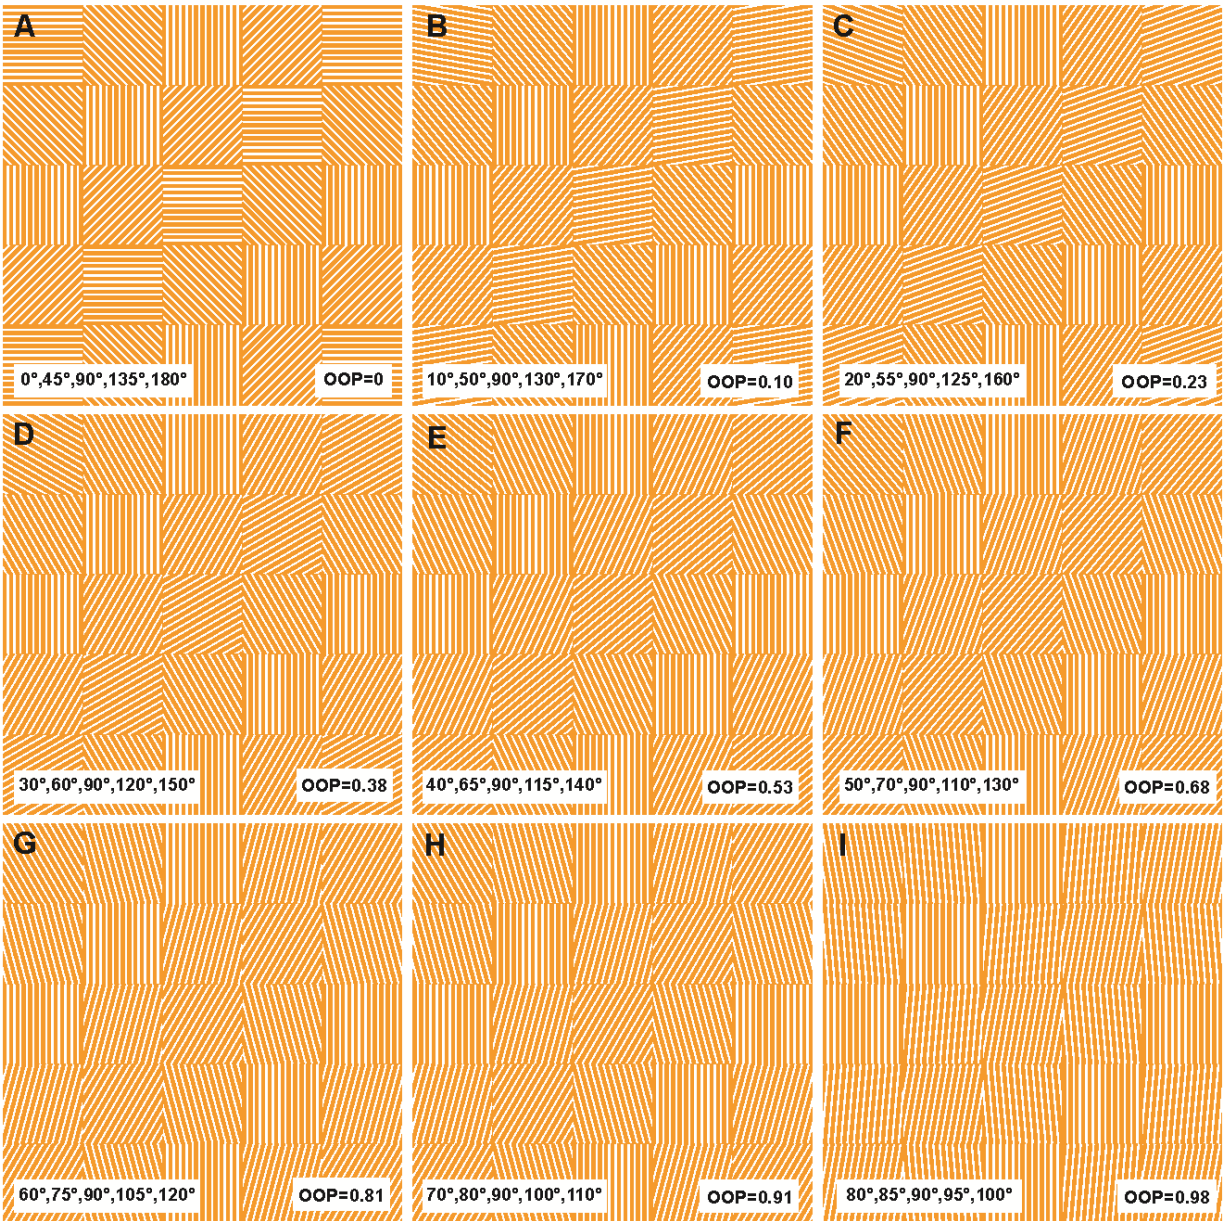 A
B
C
0°,45°,90°,135°,180°
OOP=0
10°,50°,90°,130°,170°
OOP=0.10
20°,55°,90°,125°,160°
OOP=0.23
D
E
F
30°,60°,90°,120°,150°
OOP=0.38
40°,65°,90°,115°,140°
OOP=0.53
50°,70°,90°,110°,130°
OOP=0.68
G
H
I
60°,75°,90°,105°,120°
OOP=0.81
70°,80°,90°,100°,110°
OOP=0.91
80°,85°,90°,95°,100°
OOP=0.98